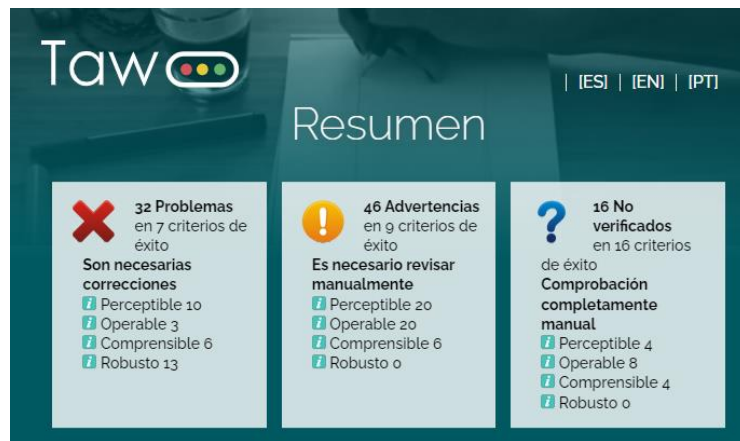 Taw
| [ES] | [EN] | [PT]
Resumen
32 Problemas
en 7 criterios de
éxito
Son necesarias
correcciones
i Perceptible 10
i Operable 3
i Comprensible 6
i Robusto 13
46 Advertencias
en 9 criterios de
éxito
Es necesario revisar
manualmente
i Perceptible 20
i Operable 20
i Comprensible 6
i Robusto 0
16 No
verificados
en 16 criterios
de éxito
Comprobación
completamente
manual
i Perceptible 4
i Operable 8
i Comprensible 4
i Robusto 0